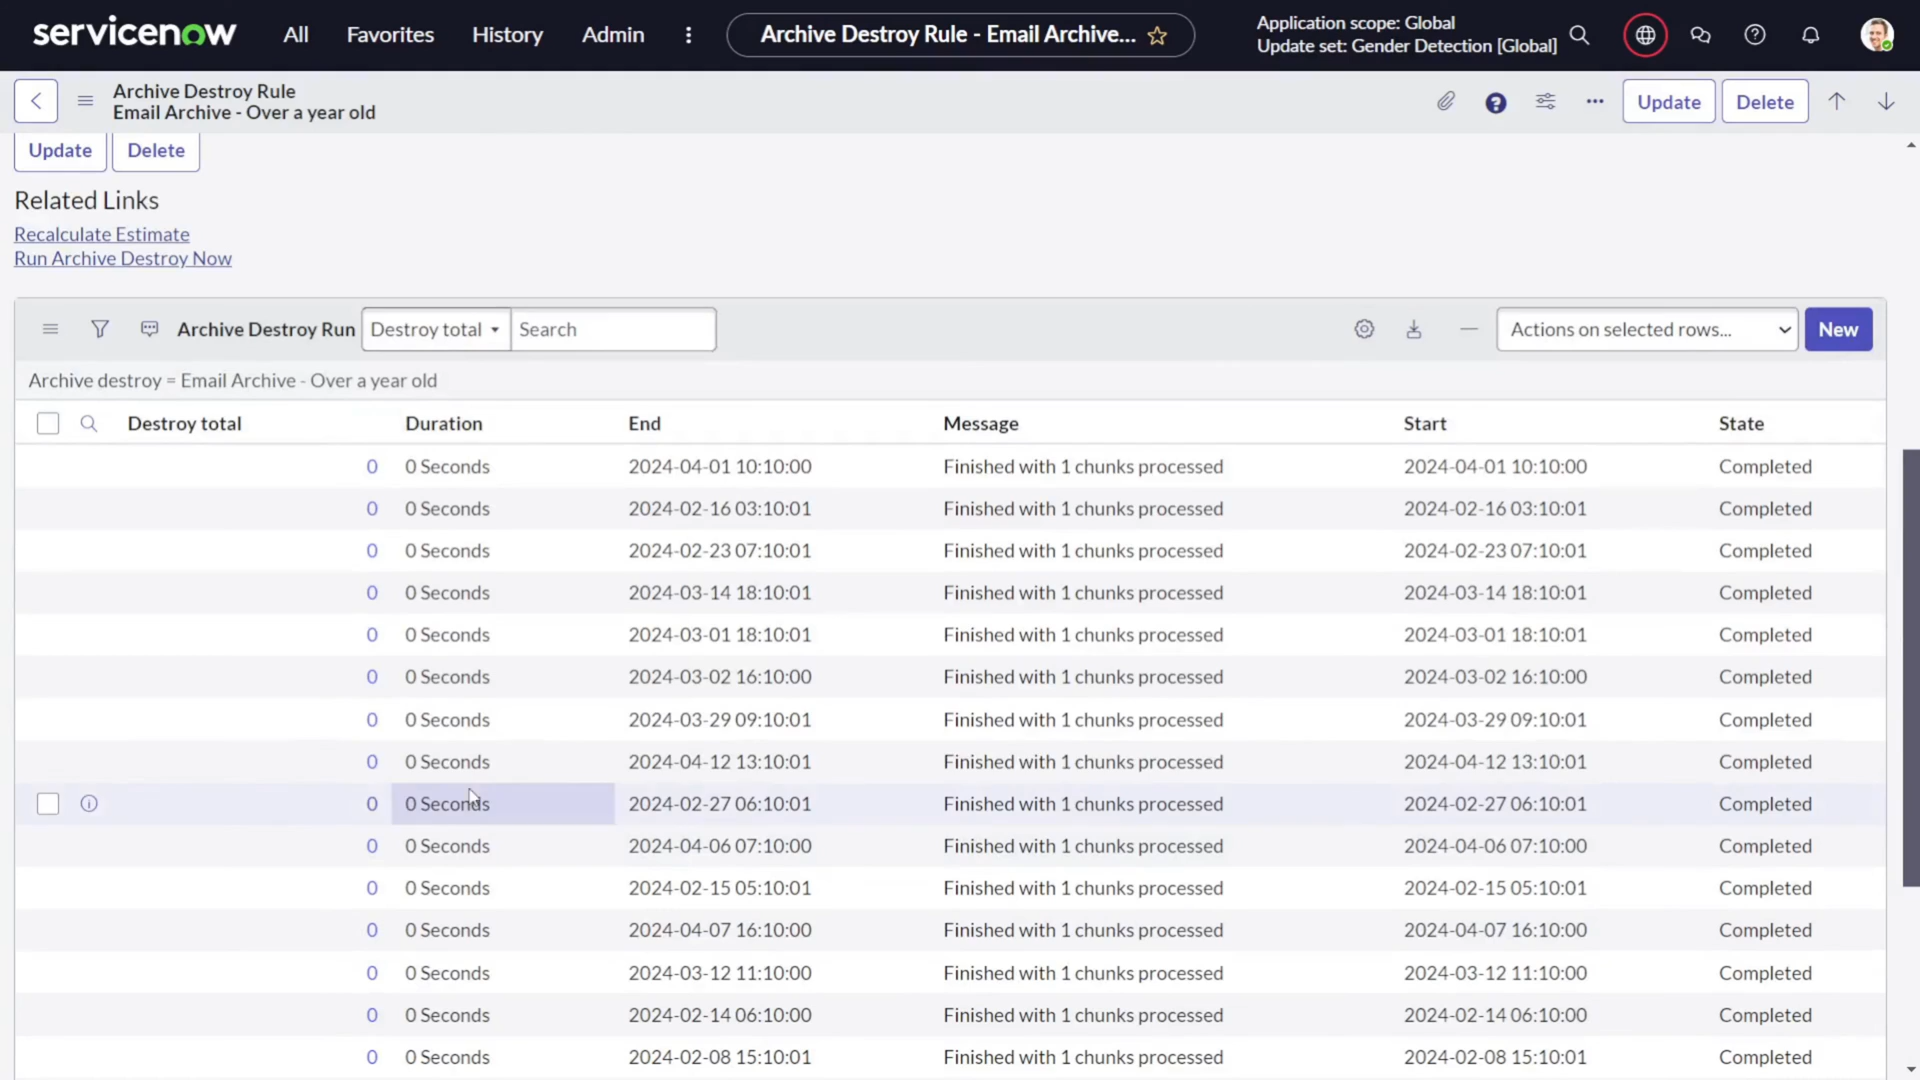 servicenow All Favorites History Admin Archive Destroy Rule - Email Archive... Application scope: Global
Update set: Gender Detection [Global]
Archive Destroy Rule
Email Archive - Over a year old
Update Delete
Update Delete
Related Links
Recalculate Estimate
Run Archive Destroy Now
Archive Destroy Run Destroy total Search Actions on selected rows... New
Archive destroy = Email Archive - Over a year old
Destroy total Duration End Message Start State
0 0 Seconds 2024-04-01 10:10:00 Finished with 1 chunks processed 2024-04-01 10:10:00 Completed
0 0 Seconds 2024-02-16 03:10:01 Finished with 1 chunks processed 2024-02-16 03:10:01 Completed
0 0 Seconds 2024-02-23 07:10:01 Finished with 1 chunks processed 2024-02-23 07:10:01 Completed
0 0 Seconds 2024-03-14 18:10:01 Finished with 1 chunks processed 2024-03-14 18:10:01 Completed
0 0 Seconds 2024-03-01 18:10:01 Finished with 1 chunks processed 2024-03-01 18:10:01 Completed
0 0 Seconds 2024-03-02 16:10:00 Finished with 1 chunks processed 2024-03-02 16:10:00 Completed
0 0 Seconds 2024-03-29 09:10:01 Finished with 1 chunks processed 2024-03-29 09:10:01 Completed
0 0 Seconds 2024-04-12 13:10:01 Finished with 1 chunks processed 2024-04-12 13:10:01 Completed
0 0 Seconds 2024-02-27 06:10:01 Finished with 1 chunks processed 2024-02-27 06:10:01 Completed
0 0 Seconds 2024-04-06 07:10:00 Finished with 1 chunks processed 2024-04-06 07:10:00 Completed
0 0 Seconds 2024-02-15 05:10:01 Finished with 1 chunks processed 2024-02-15 05:10:01 Completed
0 0 Seconds 2024-04-07 16:10:00 Finished with 1 chunks processed 2024-04-07 16:10:00 Completed
0 0 Seconds 2024-03-12 11:10:00 Finished with 1 chunks processed 2024-03-12 11:10:00 Completed
0 0 Seconds 2024-02-14 06:10:00 Finished with 1 chunks processed 2024-02-14 06:10:00 Completed
0 0 Seconds 2024-02-08 15:10:01 Finished with 1 chunks processed 2024-02-08 15:10:01 Completed